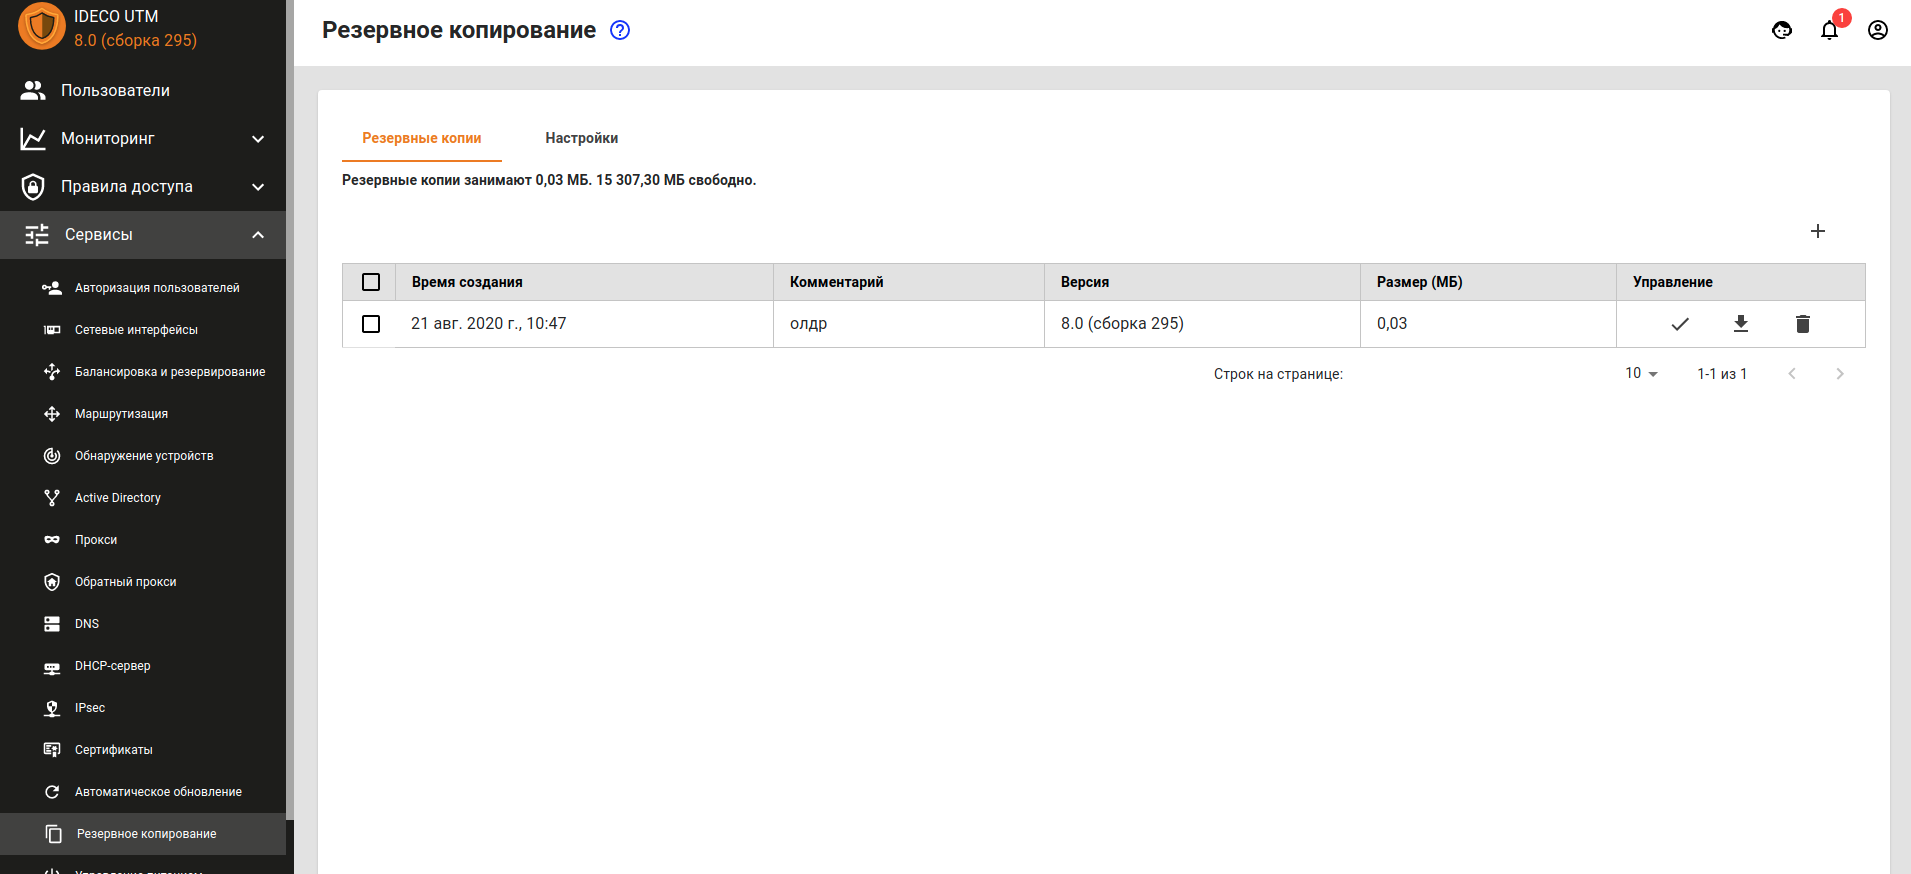 IDECO UTM
8.0 (сборка 295)
Пользователи
Мониторинг
Правила доступа
Сервисы
Авторизация пользователей
Сетевые интерфейсы
Балансировка и резервирование
Маршрутизация
Обнаружение устройств
Active Directory
Прокси
Обратный прокси
DNS
DHCP-сервер
IPsec
Сертификаты
Автоматическое обновление
Резервное копирование
Управление питанием
Резервное копирование
1
Резервные копии Настройки
Резервные копии занимают 0,03 МБ. 15 307,30 МБ свободно.
Время создания Комментарий Версия Размер (МБ) Управление
21 авг. 2020 г., 10:47 олдр 8.0 (сборка 295) 0,03
Строк на странице: 10 1-1 из 1